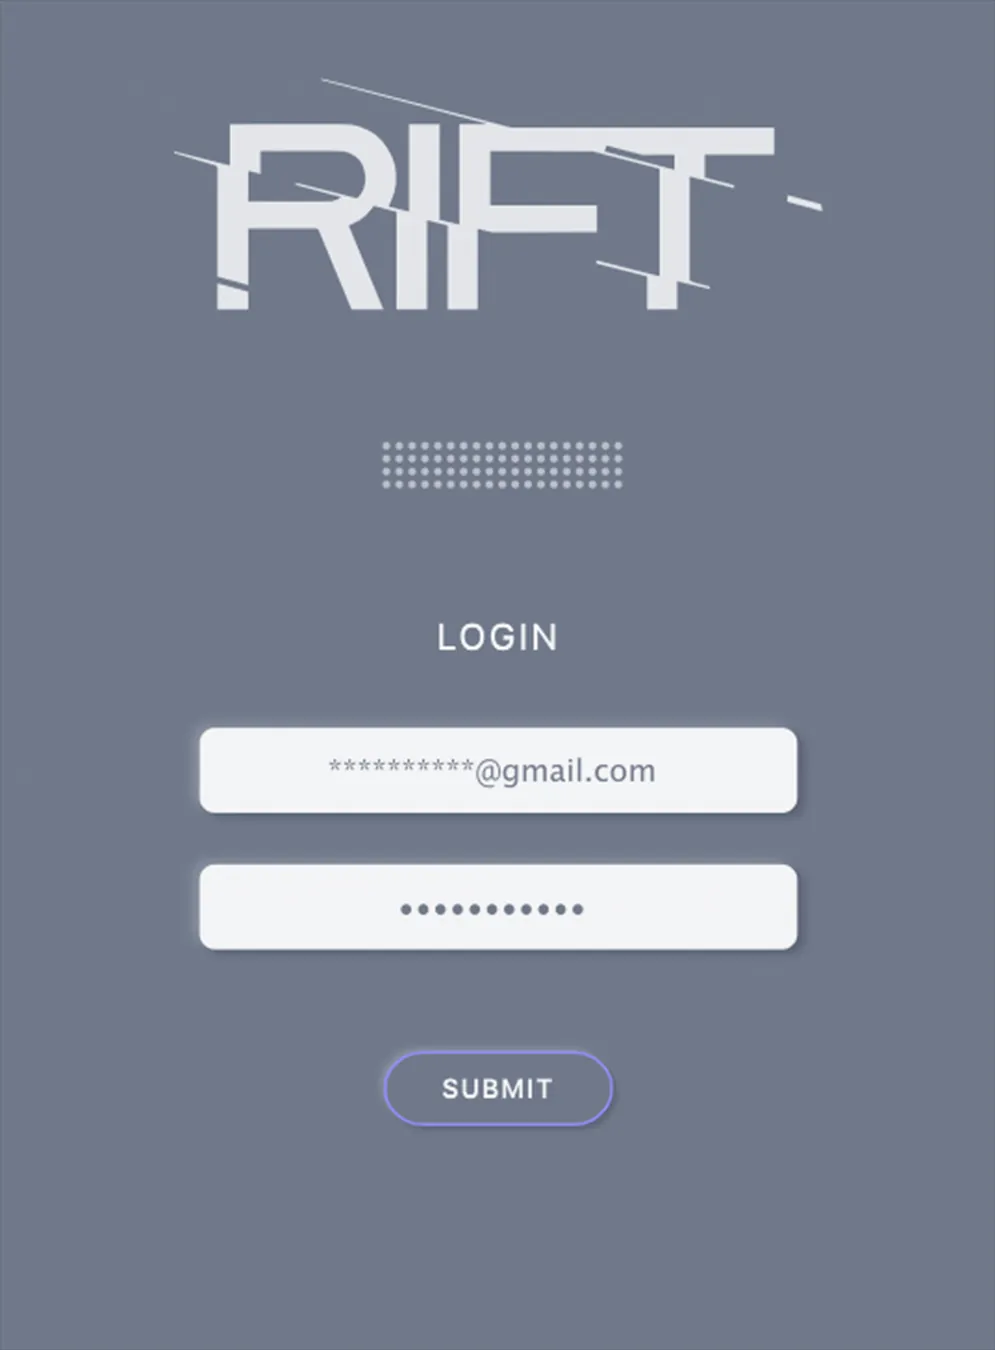 RIFT
LOGIN
**********@gmail.com
•••••••••••
SUBMIT